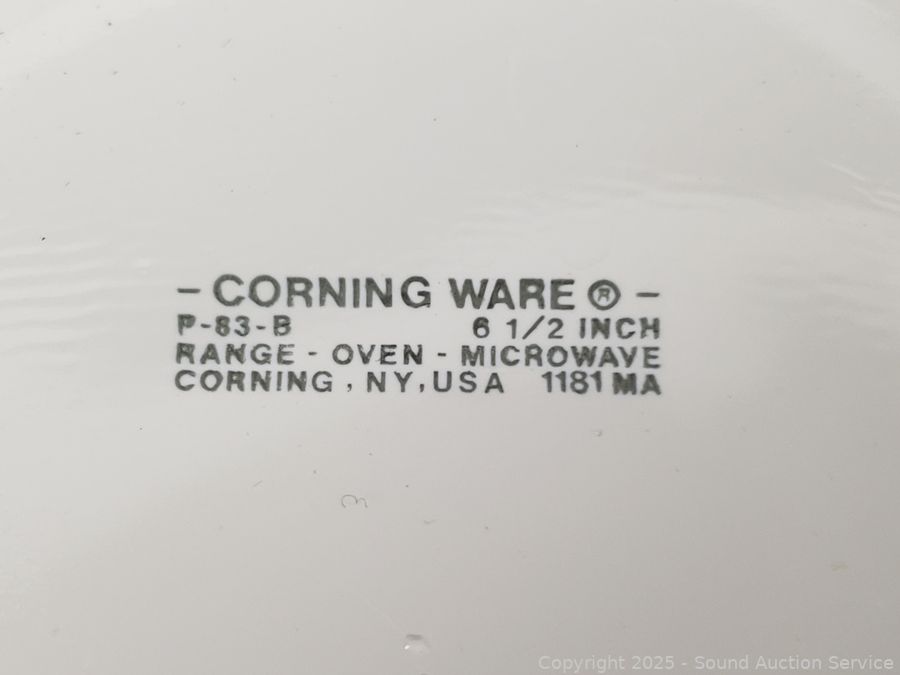 - CORNING WARE ® -
P-83-B 6 1/2 INCH
RANGE - OVEN - MICROWAVE
CORNING, NY, USA 1181 MA
3
Copyright 2025 - Sound Auction Service